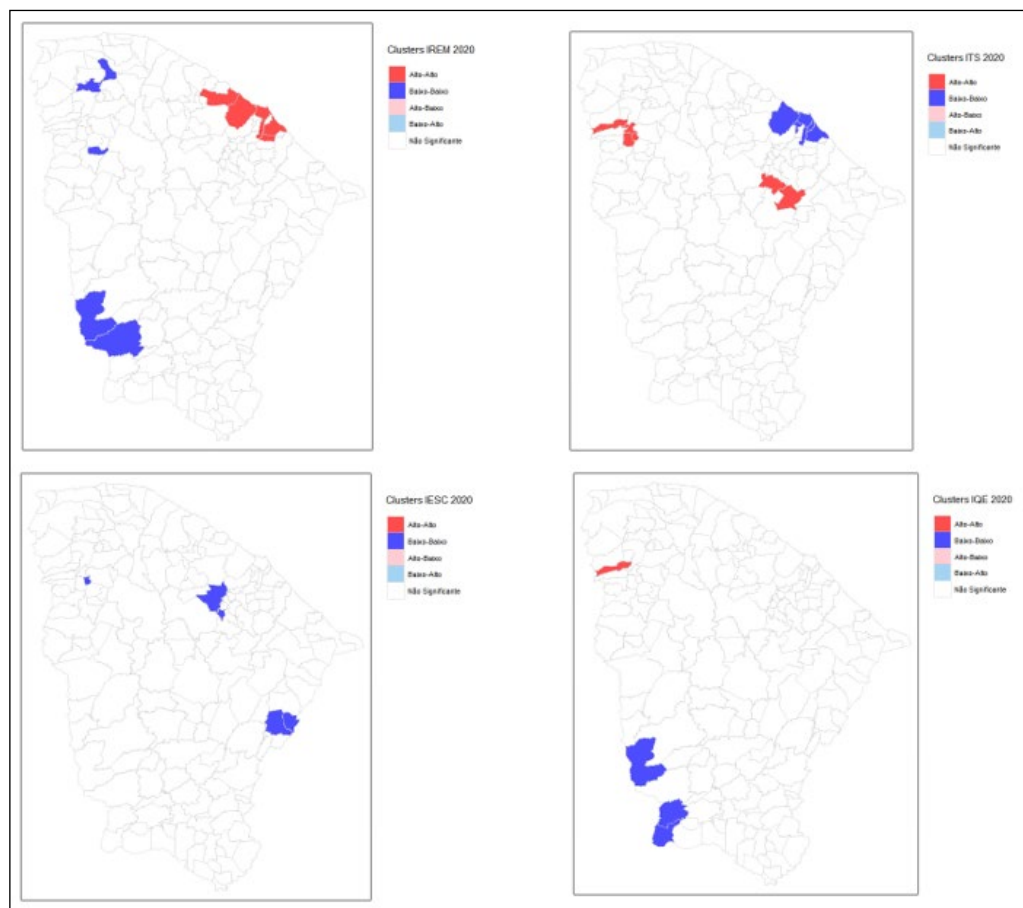 Clusters IREM 2020
Alto-Alto
Baixo-Baixo
Alto-Baixo
Baixo-Alto
Não Significante
Clusters ITS 2020
Alto-Alto
Baixo-Baixo
Alto-Baixo
Baixo-Alto
Não Significante
Clusters IESC 2020
Alto-Alto
Baixo-Baixo
Alto-Baixo
Baixo-Alto
Não Significante
Clusters IQE 2020
Alto-Alto
Baixo-Baixo
Alto-Baixo
Baixo-Alto
Não Significante